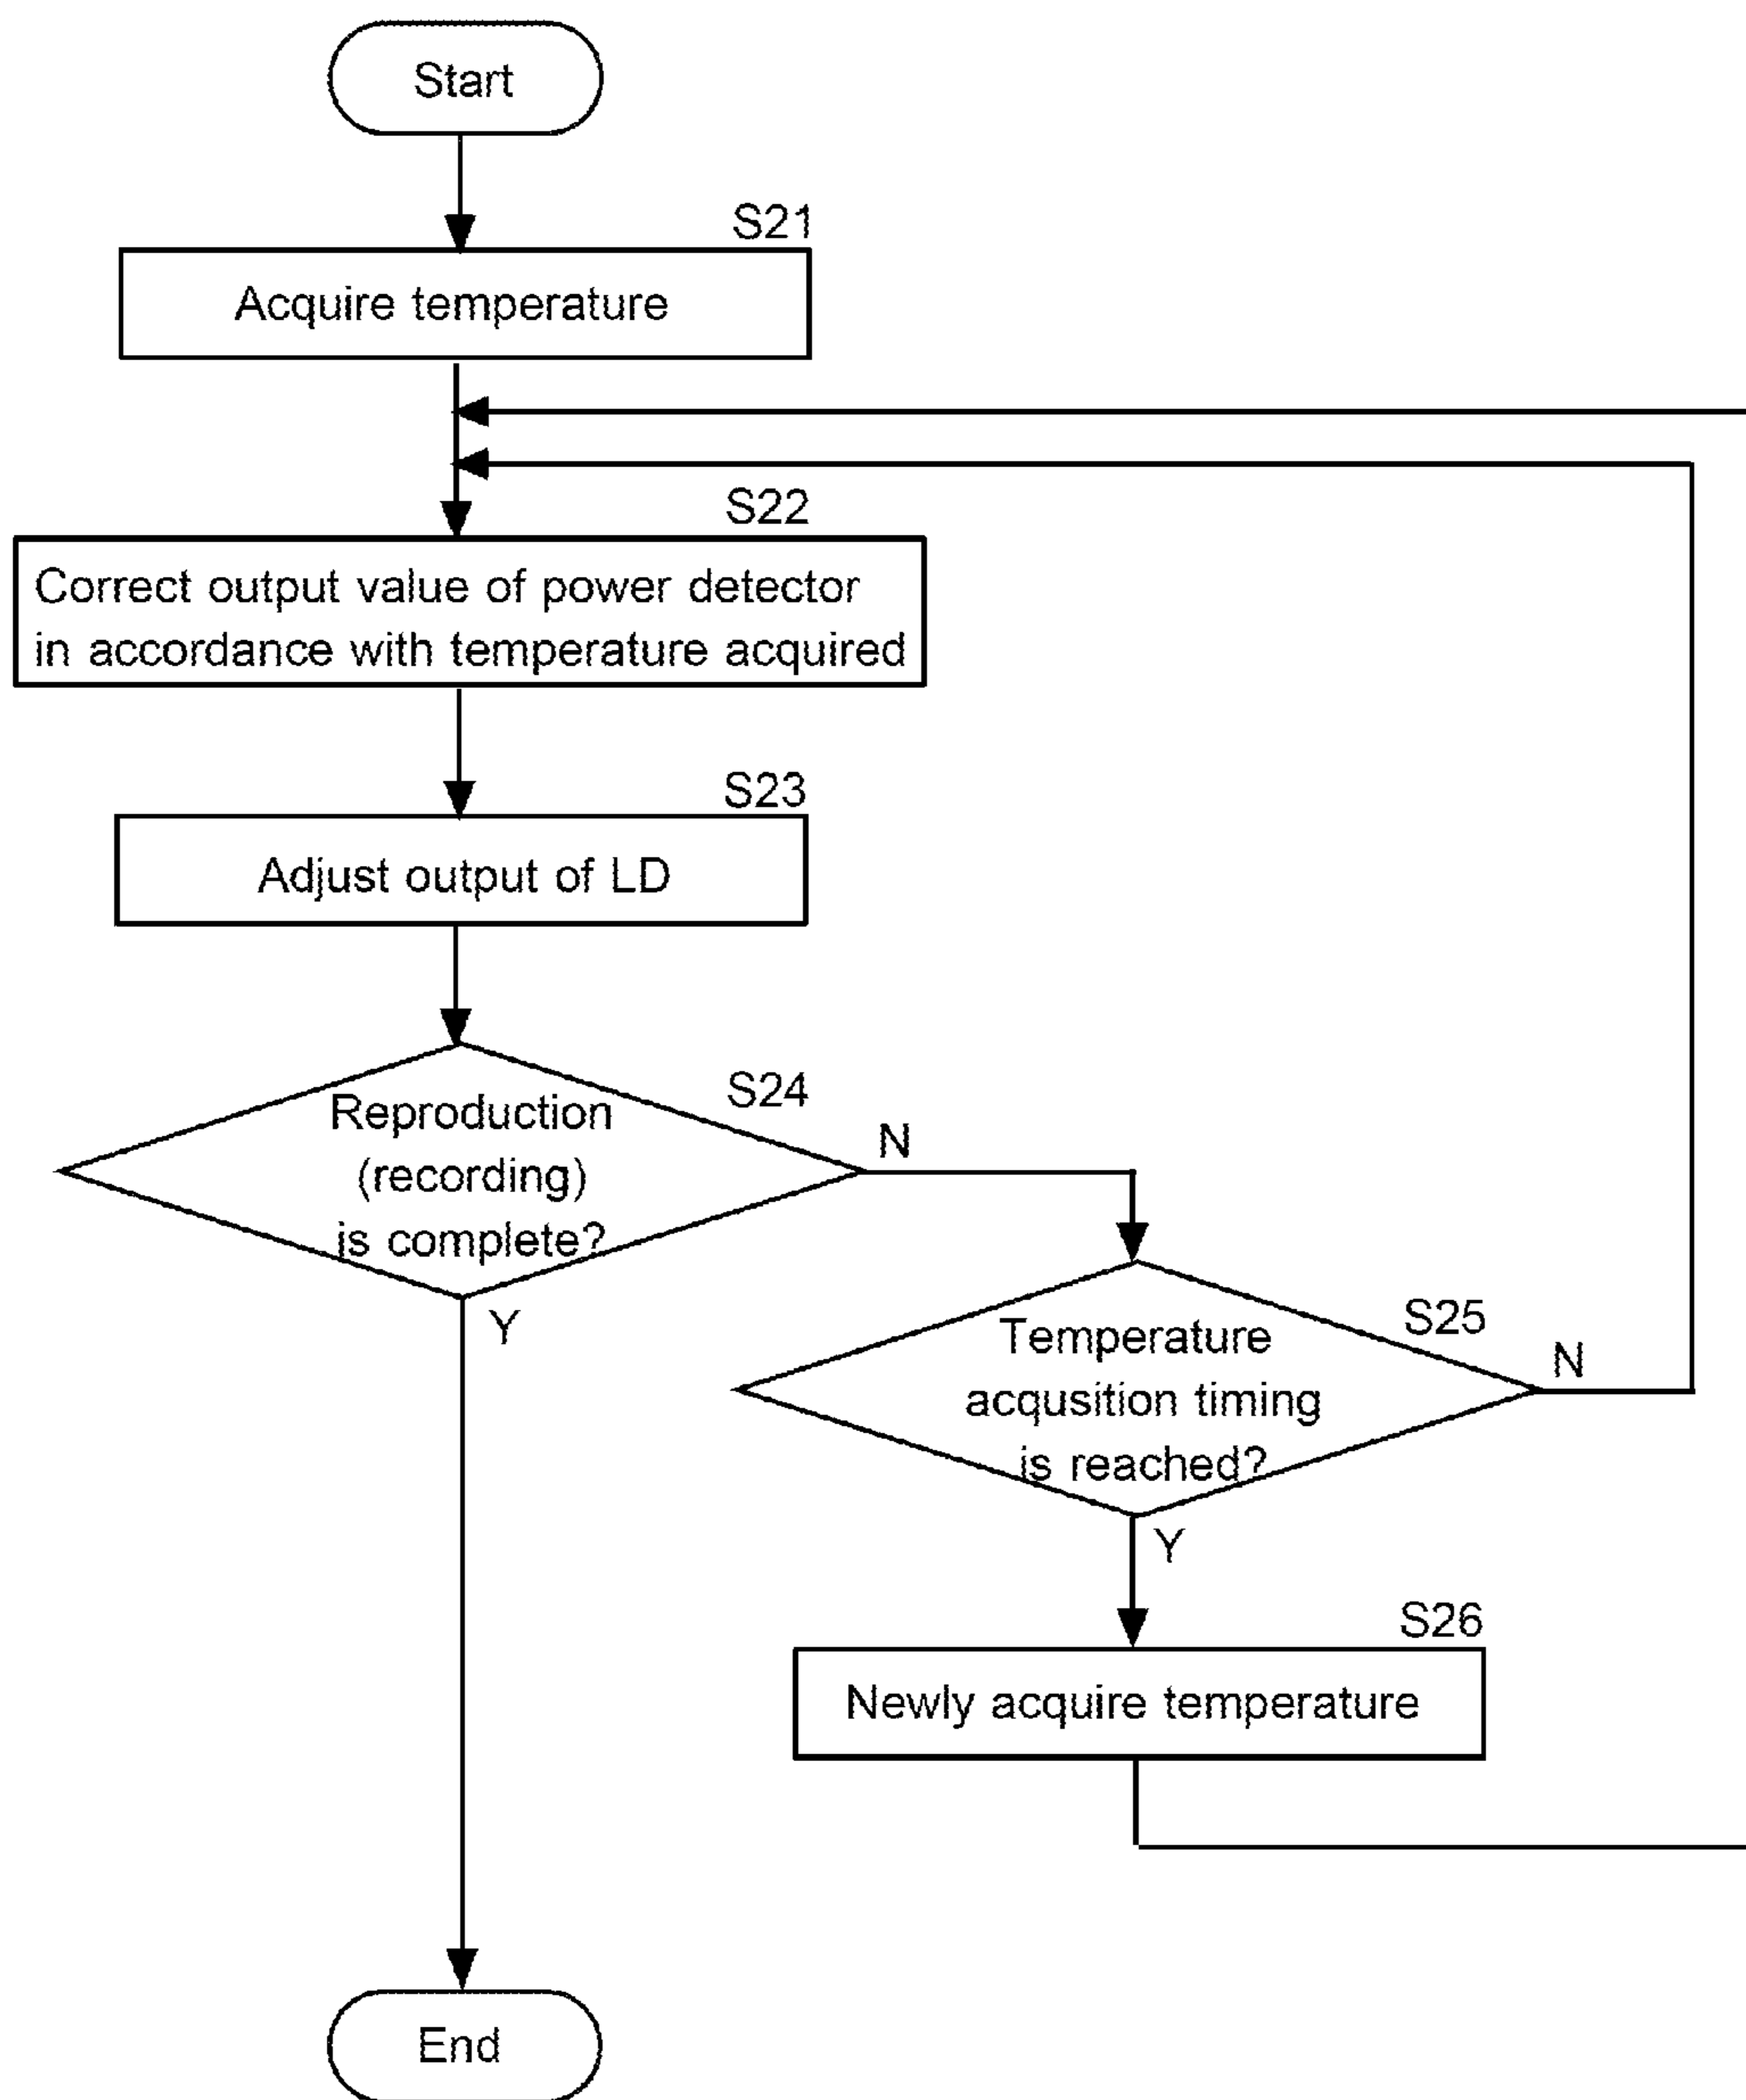 Start
S21
Acquire temperature
S22
Correct output value of power detector
in accordance with temperature acquired
S23
Adjust output of LD
S24
Reproduction
(recording)
is complete?
N
Y
S25
Temperature
acqusition timing
is reached?
N
Y
S26
Newly acquire temperature
End